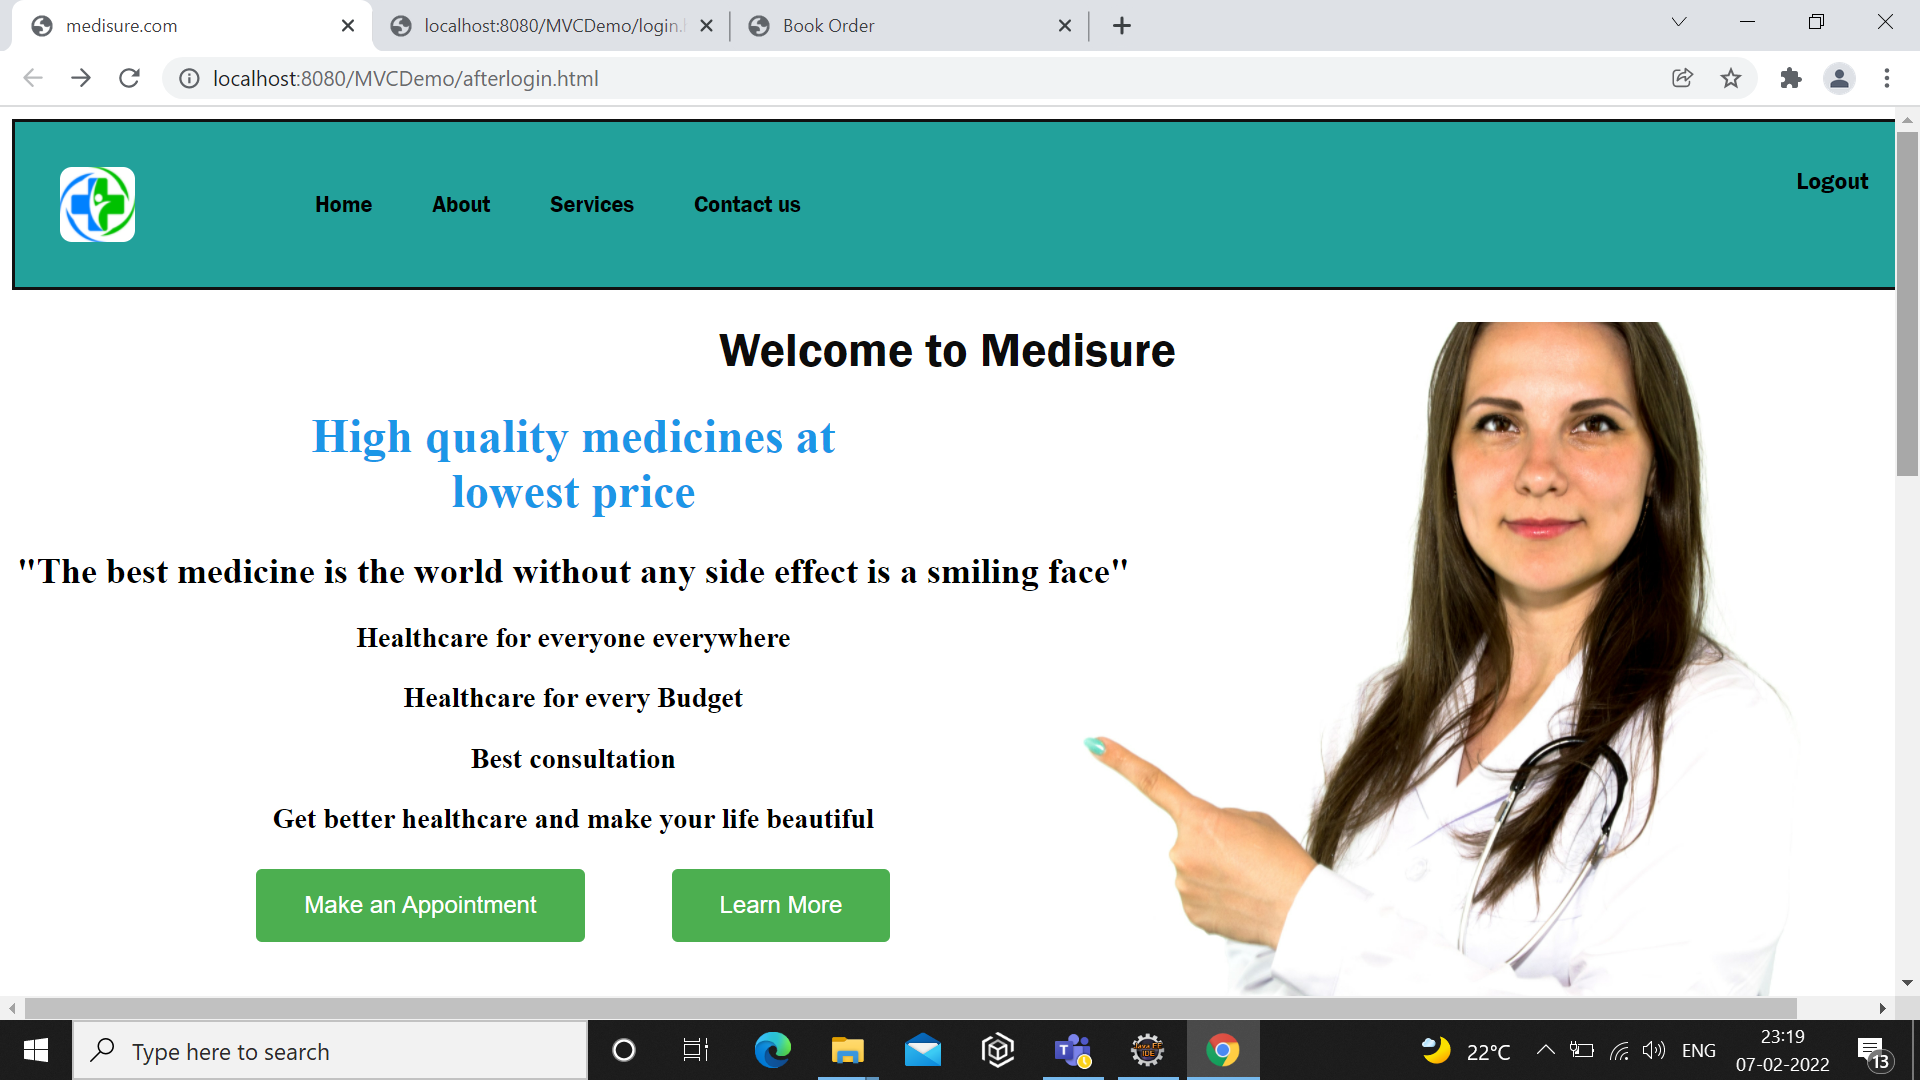 medisure.com
localhost:8080/MVCDemo/login.
Book Order
localhost:8080/MVCDemo/afterlogin.html
Home About Services Contact us
Logout
Welcome to Medisure
High quality medicines at
lowest price
"The best medicine is the world without any side effect is a smiling face"
Healthcare for everyone everywhere
Healthcare for every Budget
Best consultation
Get better healthcare and make your life beautiful
Make an Appointment Learn More
Type here to search
T
Java EE
IDE
22°C
ENG
23:19
07-02-2022
13